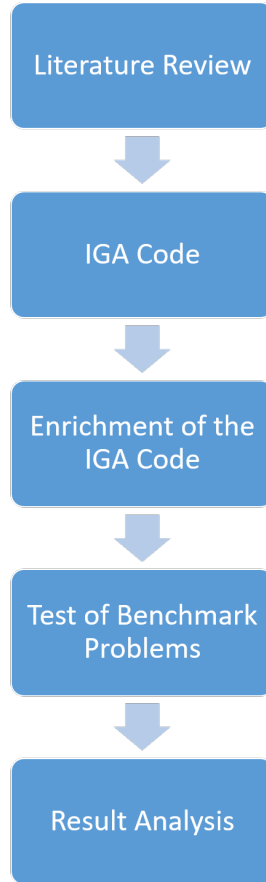 Literature Review
IGA Code
Enrichment of the
IGA Code
Test of Benchmark
Problems
Result Analysis